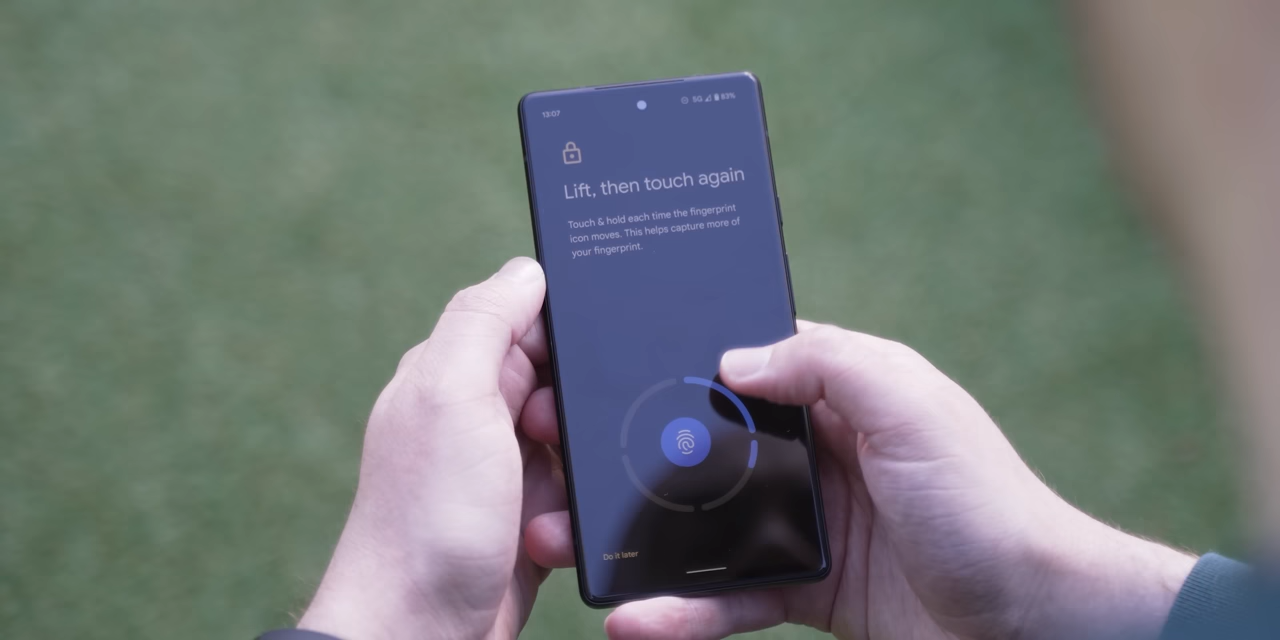 13:07
5G 83%
Lift, then touch again
Touch & hold each time the fingerprint
icon moves. This helps capture more of
your fingerprint.
Do it later